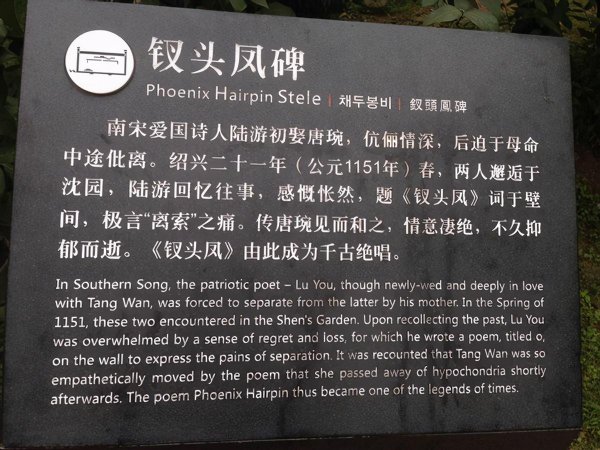 钗头凤碑
Phoenix Hairpin Stele | 채두봉비 | 釵頭鳳碑
南宋爱国诗人陆游初娶唐琬，伉俪情深，后迫于母命
中途仳离。绍兴二十一年（公元1151年）春，两人邂逅于
沈园，陆游回忆往事，感慨怅然，题《钗头凤》词于壁
间，极言“离索”之痛。传唐琬见而和之，情意凄绝，不久抑
郁而逝。《钗头凤》由此成为千古绝唱。
In Southern Song, the patriotic poet – Lu You, though newly-wed and deeply in love
with Tang Wan, was forced to separate from the latter by his mother. In the Spring of
1151, these two encountered in the Shen's Garden. Upon recollecting the past, Lu You
was overwhelmed by a sense of regret and loss, for which he wrote a poem, titled o,
on the wall to express the pains of separation. It was recounted that Tang Wan was so
empathetically moved by the poem that she passed away of hypochondria shortly
afterwards. The poem Phoenix Hairpin thus became one of the legends of times.